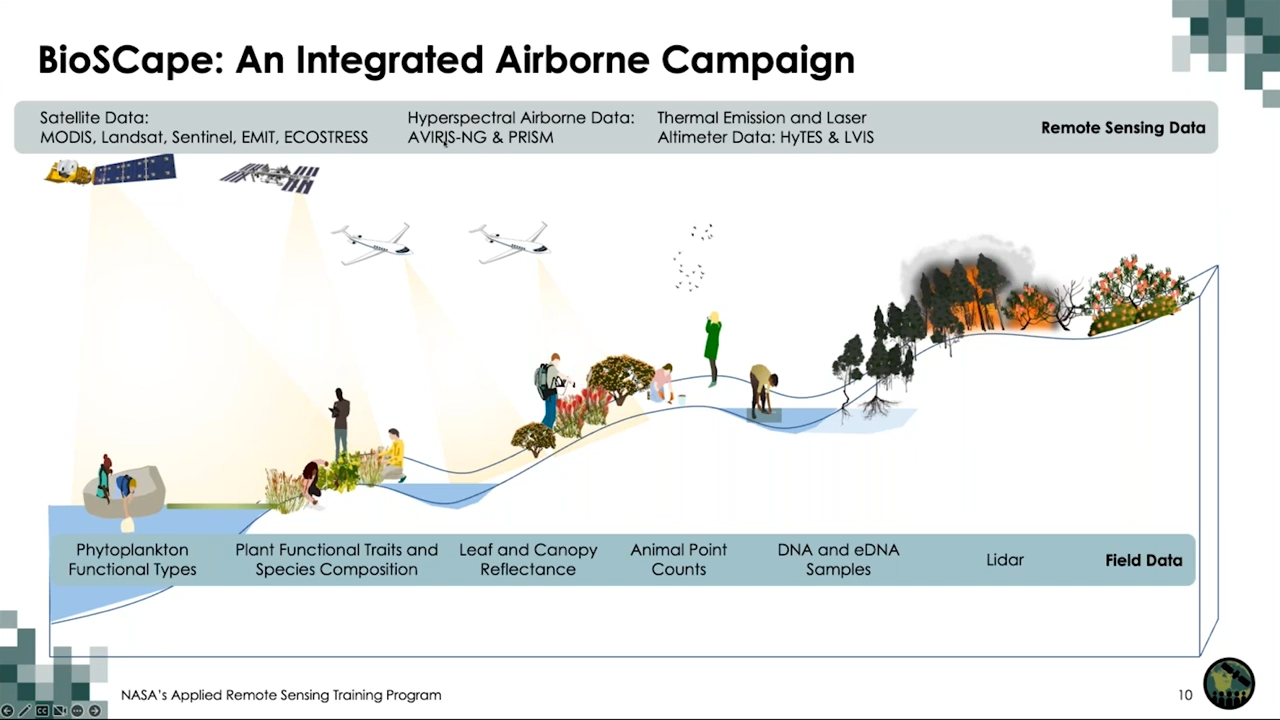 BioSCape: An Integrated Airborne Campaign
Satellite Data:
MODIS, Landsat, Sentinel, EMIT, ECOSTRESS
Hyperspectral Airborne Data:
AVIRIS-NG & PRISM
Thermal Emission and Laser
Altimeter Data: HyTES & LVIS
Remote Sensing Data
Phytoplankton
Functional Types
Plant Functional Traits and
Species Composition
Leaf and Canopy
Reflectance
Animal Point
Counts
DNA and eDNA
Samples
Lidar
Field Data
NASA's Applied Remote Sensing Training Program
10